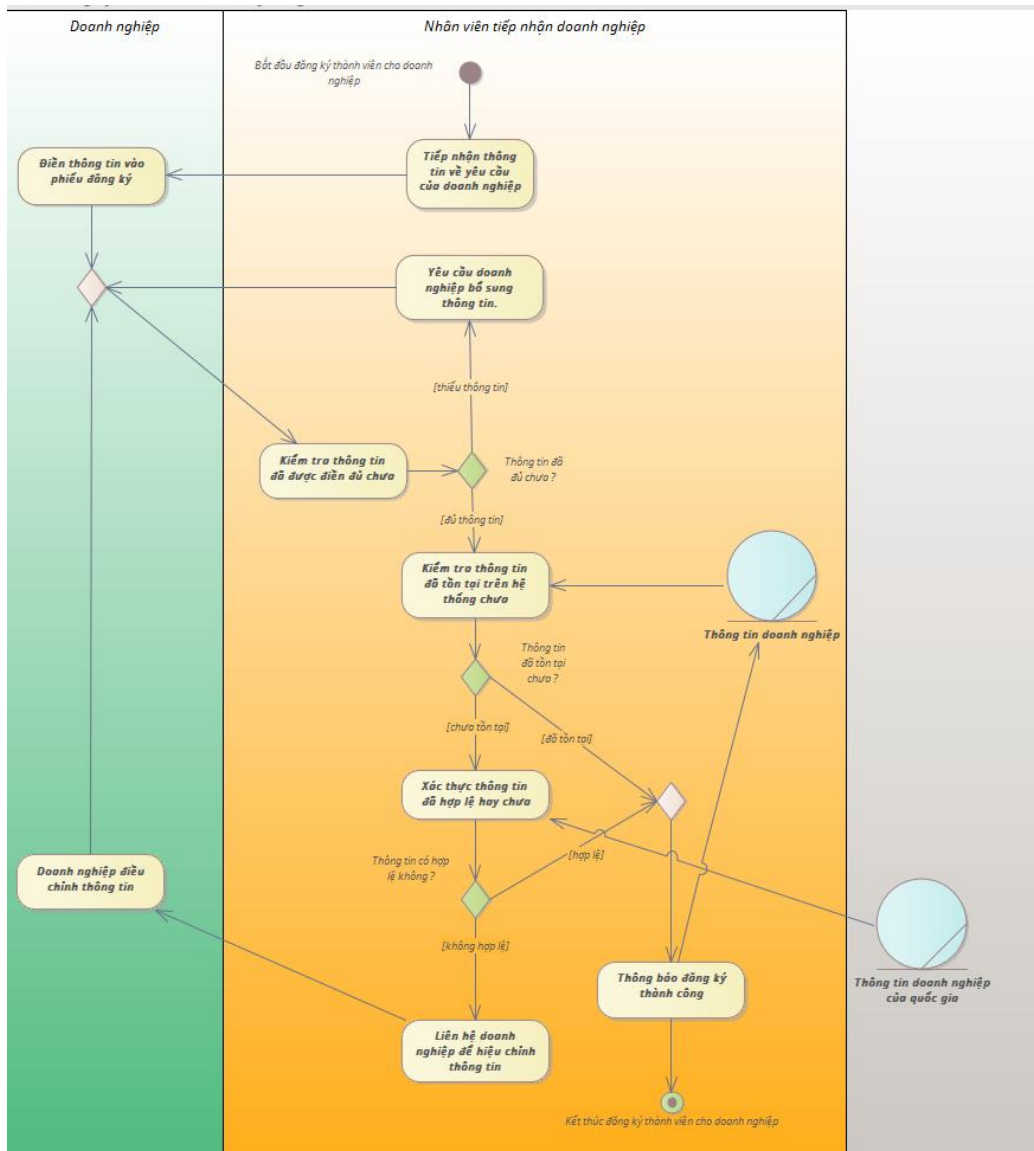 Doanh nghiệp
Nhân viên tiếp nhận doanh nghiệp
Bắt đầu đăng ký thành viên cho doanh
nghiệp
Tiếp nhận thông
tin về yêu cầu
của doanh nghiệp
Điền thông tin vào
phiếu đăng ký
Yêu cầu doanh
nghiệp bổ sung
thông tin.
[thiếu thông tin]
Kiểm tra thông tin
đã được điền đủ chưa
Thông tin đã
đủ chưa ?
[đủ thông tin]
Kiểm tra thông tin
đã tồn tại trên hệ
thống chưa
Thông tin doanh nghiệp
Thông tin
đã tồn tại
chưa ?
[chưa tồn tại]
[đã tồn tại]
Xác thực thông tin
đã hợp lệ hay chưa
Thông tin có hợp
lệ không ?
[hợp lệ]
Doanh nghiệp điều
chỉnh thông tin
[không hợp lệ]
Thông báo đăng ký
thành công
Thông tin doanh nghiệp
của quốc gia
Liên hệ doanh
nghiệp để hiệu chỉnh
thông tin
Kết thúc đăng ký thành viên cho doanh nghiệp